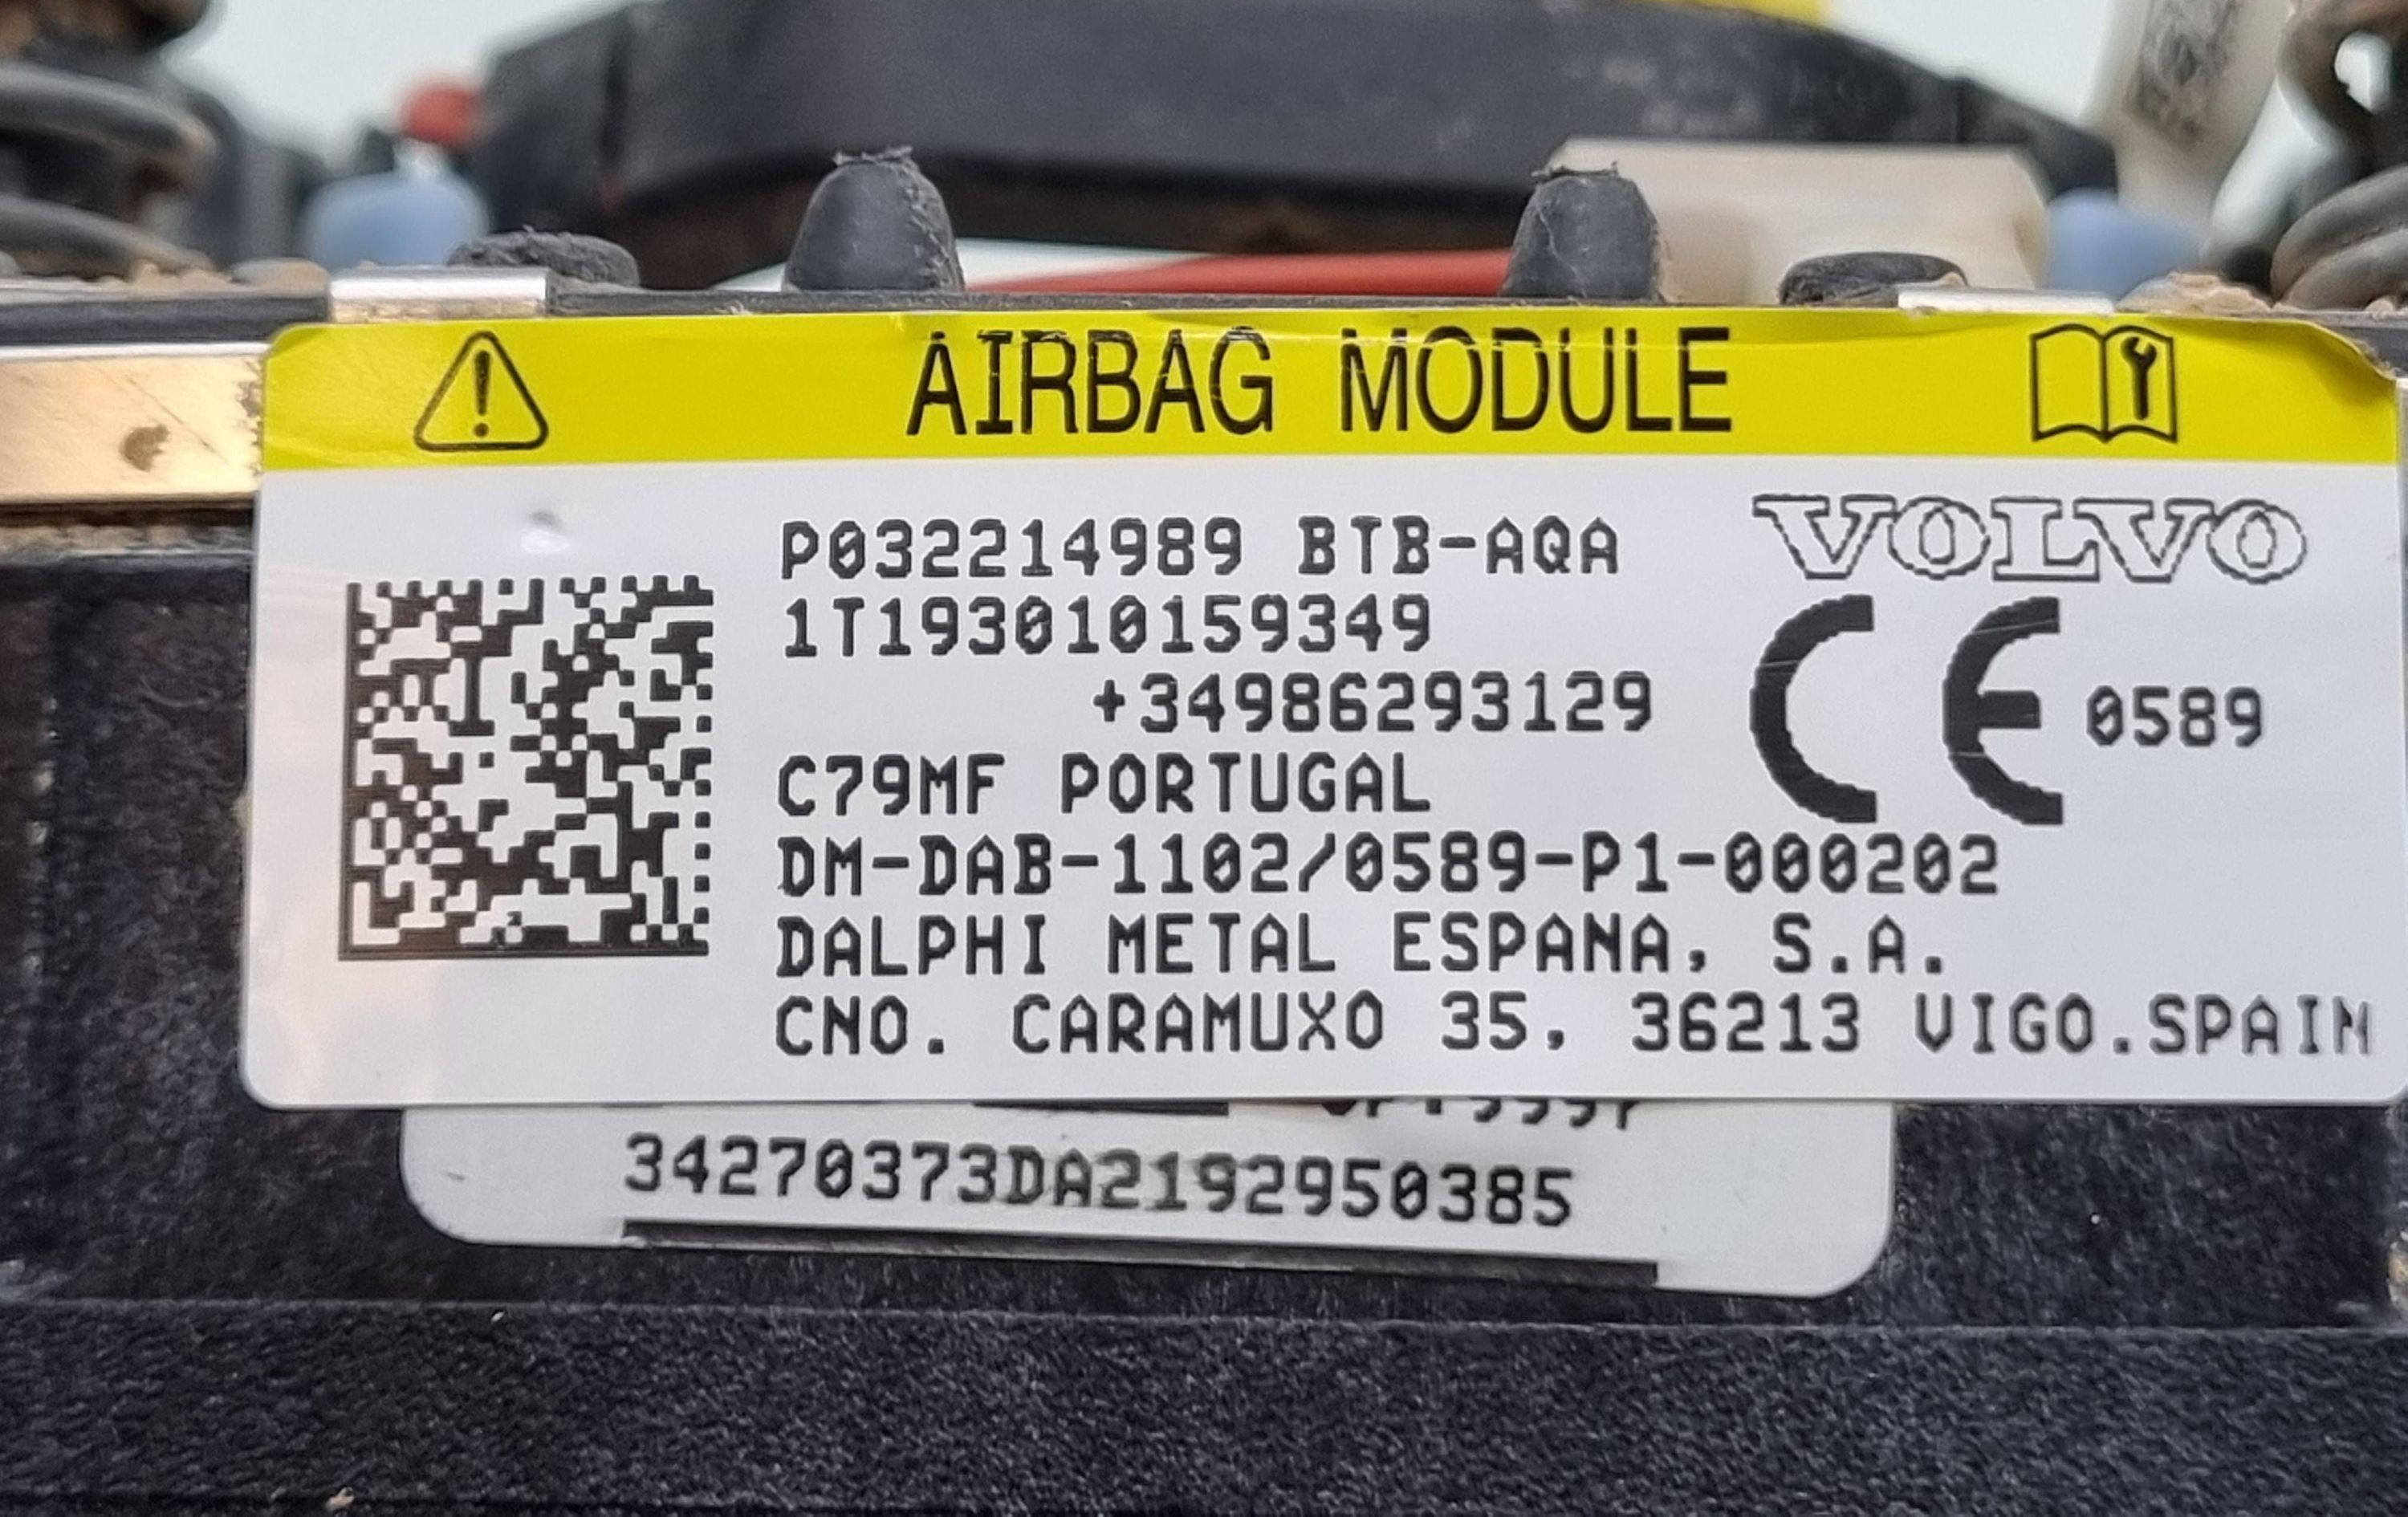 AIRBAG MODULE
P032214989 BTB-AQA
VOLVO
1T193010159349
+34986293129
CE 0589
C79MF PORTUGAL
DM-DAB-1102/0589-P1-000202
DALPHI METAL ESPANA, S.A.
CNO. CARAMUXO 35, 36213 VIGO.SPAIN
34270373DA2192950385